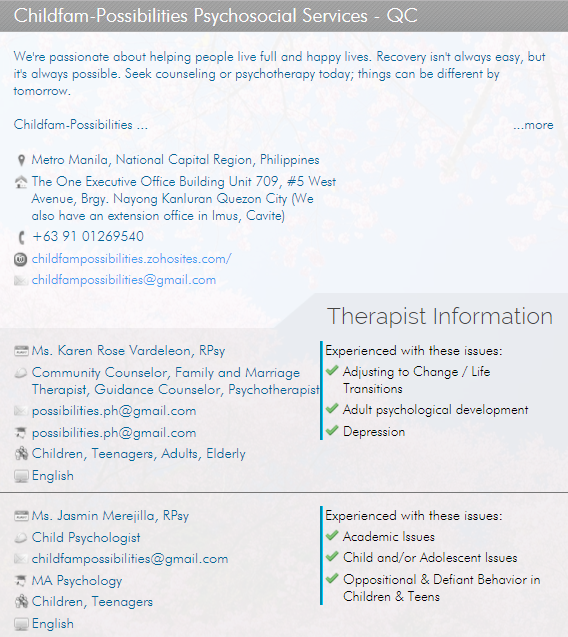 Childfam-Possibilities Psychosocial Services - QC
We're passionate about helping people live full and happy lives. Recovery isn't always easy, but
it's always possible. Seek counseling or psychotherapy today; things can be different by
tomorrow.
Childfam-Possibilities ... ...more
Metro Manila, National Capital Region, Philippines
The One Executive Office Building Unit 709, #5 West
Avenue, Brgy. Nayong Kanluran Quezon City (We
also have an extension office in Imus, Cavite)
+63 91 01269540
childfampossibilities.zohosites.com/
childfampossibilities@gmail.com
Therapist Information
Ms. Karen Rose Vardeleon, RPsy
Community Counselor, Family and Marriage
Therapist, Guidance Counselor, Psychotherapist
possibilities.ph@gmail.com
possibilities.ph@gmail.com
Children, Teenagers, Adults, Elderly
English
Experienced with these issues:
Adjusting to Change / Life
Transitions
Adult psychological development
Depression
Ms. Jasmin Merejilla, RPsy
Child Psychologist
childfampossibilities@gmail.com
MA Psychology
Children, Teenagers
English
Experienced with these issues:
Academic Issues
Child and/or Adolescent Issues
Oppositional & Defiant Behavior in
Children & Teens